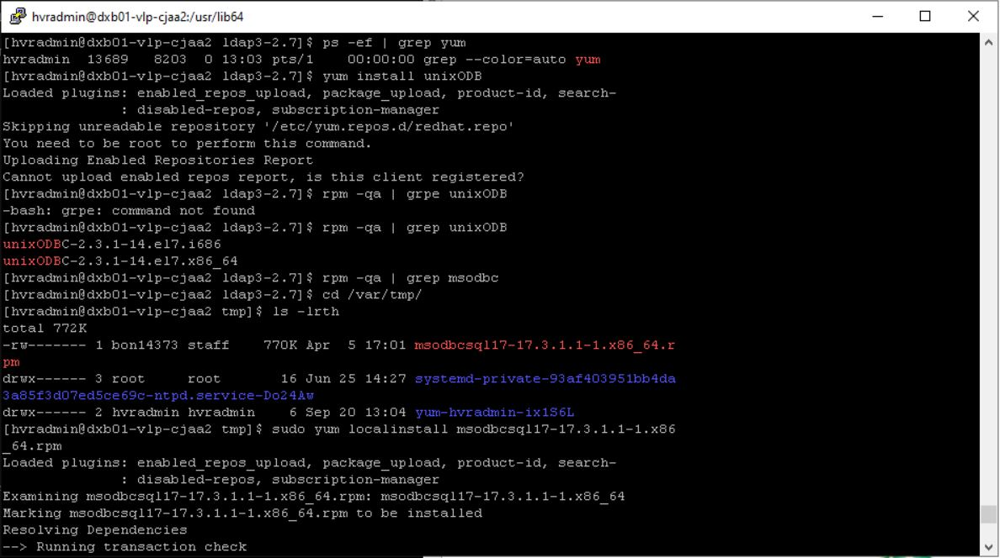 hvradmin@dxb01-vlp-cjaa2:/usr/lib64
[hvradmin@dxb01-vlp-cjaa2 ldap3-2.7]$ ps -ef | grep yum
hvradmin  13689   8203  0 13:03 pts/1    00:00:00 grep --color=auto yum
[hvradmin@dxb01-vlp-cjaa2 ldap3-2.7]$ yum install unixODB
Loaded plugins: enabled_repos_upload, package_upload, product-id, search-
              : disabled-repos, subscription-manager
Skipping unreadable repository '/etc/yum.repos.d/redhat.repo'
You need to be root to perform this command.
Uploading Enabled Repositories Report
Cannot upload enabled repos report, is this client registered?
[hvradmin@dxb01-vlp-cjaa2 ldap3-2.7]$ rpm -qa | grpe unixODB
-bash: grpe: command not found
[hvradmin@dxb01-vlp-cjaa2 ldap3-2.7]$ rpm -qa | grep unixODB
unixODBC-2.3.1-14.el7.i686
unixODBC-2.3.1-14.el7.x86_64
[hvradmin@dxb01-vlp-cjaa2 ldap3-2.7]$ rpm -qa | grep msodbc
[hvradmin@dxb01-vlp-cjaa2 ldap3-2.7]$ cd /var/tmp/
[hvradmin@dxb01-vlp-cjaa2 tmp]$ ls -lrth
total 772K
-rw------- 1 bon14373 staff    770K Apr  5 17:01 msodbcsql17-17.3.1.1-1.x86_64.r
pm
drwx------ 3 root     root       16 Jun 25 14:27 systemd-private-93af403951bb4da
3a85f3d07ed5ce69c-ntpd.service-Do24Aw
drwx------ 2 hvradmin hvradmin    6 Sep 20 13:04 yum-hvradmin-ix1S6L
[hvradmin@dxb01-vlp-cjaa2 tmp]$ sudo yum localinstall msodbcsql17-17.3.1.1-1.x86
_64.rpm
Loaded plugins: enabled_repos_upload, package_upload, product-id, search-
              : disabled-repos, subscription-manager
Examining msodbcsql17-17.3.1.1-1.x86_64.rpm: msodbcsql17-17.3.1.1-1.x86_64
Marking msodbcsql17-17.3.1.1-1.x86_64.rpm to be installed
Resolving Dependencies
--> Running transaction check